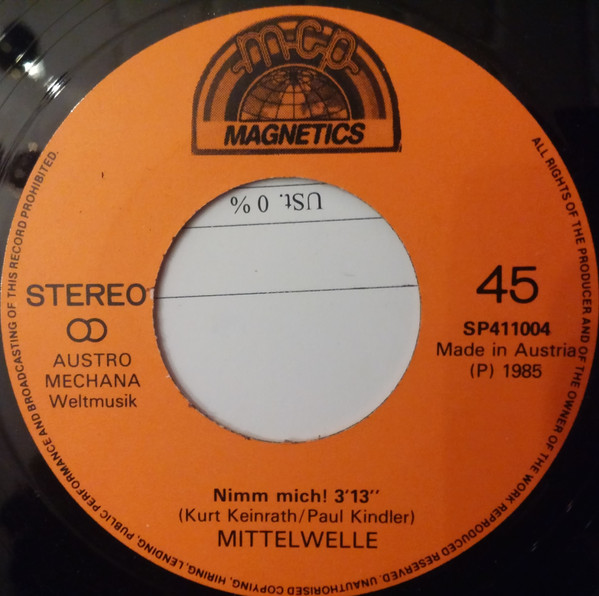 mcp
MAGNETICS
USt. 0 %
STEREO
AUSTRO
MECHANA
Weltmusik
45
SP411004
Made in Austria
(P) 1985
Nimm mich! 3'13''
(Kurt Keinrath/Paul Kindler)
MITTELWELLE
ALL RIGHTS OF THE PRODUCER AND OF THE OWNER OF THE WORK REPRODUCED RESERVED. UNAUTHORISED COPYING, HIRING, LENDING, PUBLIC PERFORMANCE AND BROADCASTING OF THIS RECORD PROHIBITED.